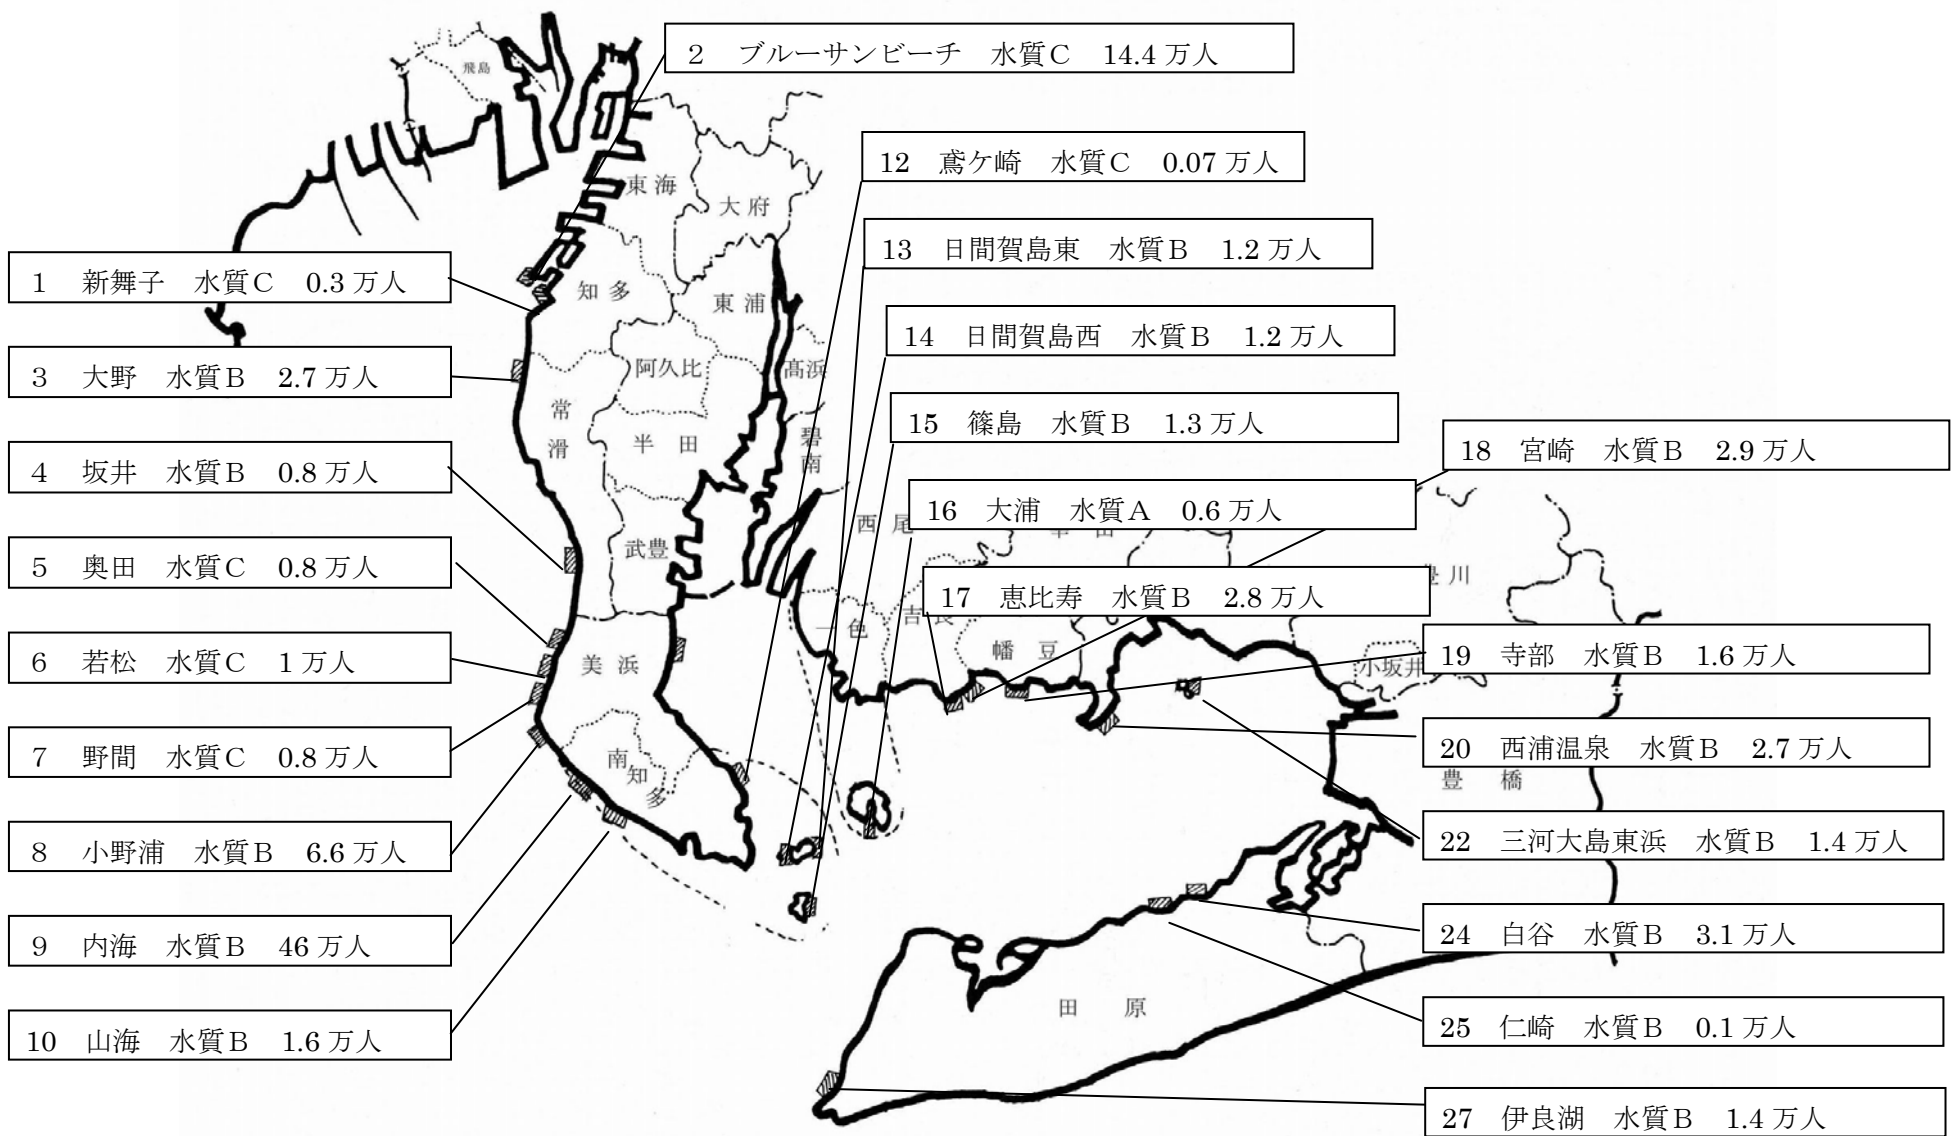 2 ブルーサンビーチ 水質C 14.4万人
12 鳶ケ崎 水質C 0.07万人
13 日間賀島東 水質B 1.2万人
14 日間賀島西 水質B 1.2万人
15 篠島 水質B 1.3万人
18 宮崎 水質B 2.9万人
16 大浦 水質A 0.6万人
17 恵比寿 水質B 2.8万人
19 寺部 水質B 1.6万人
20 西浦温泉 水質B 2.7万人
22 三河大島東浜 水質B 1.4万人
24 白谷 水質B 3.1万人
25 仁崎 水質B 0.1万人
27 伊良湖 水質B 1.4万人
1 新舞子 水質C 0.3万人
3 大野 水質B 2.7万人
4 坂井 水質B 0.8万人
5 奥田 水質C 0.8万人
6 若松 水質C 1万人
7 野間 水質C 0.8万人
8 小野浦 水質B 6.6万人
9 内海 水質B 46万人
10 山海 水質B 1.6万人
飛島
東海
大府
知多
東浦
阿久比
高浜
常滑
半田
碧南
武豊
西尾
豊川
一色
吉良
幡豆
美浜
小坂井
南知多
豊橋
田原